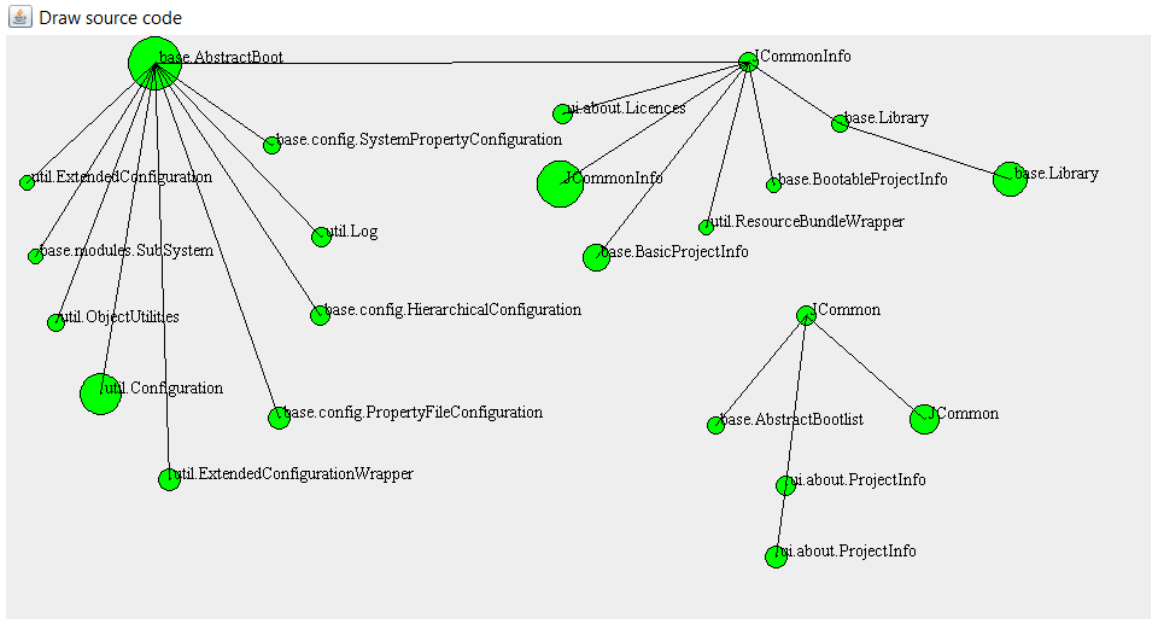 Draw source code
base.AbstractBoot
JCommonInfo
ui.about.Licences
base.Library
base.config.SystemPropertyConfiguration
util.ExtendedConfiguration
JCommonInfo
base.BootableProjectInfo
base.Library
util.ResourceBundleWrapper
util.Log
base.modules.SubSystem
base.BasicProjectInfo
util.ObjectUtilities
base.config.HierarchicalConfiguration
JCommon
util.Configuration
base.config.PropertyFileConfiguration
base.AbstractBootlist
JCommon
util.ExtendedConfigurationWrapper
ui.about.ProjectInfo
ui.about.ProjectInfo